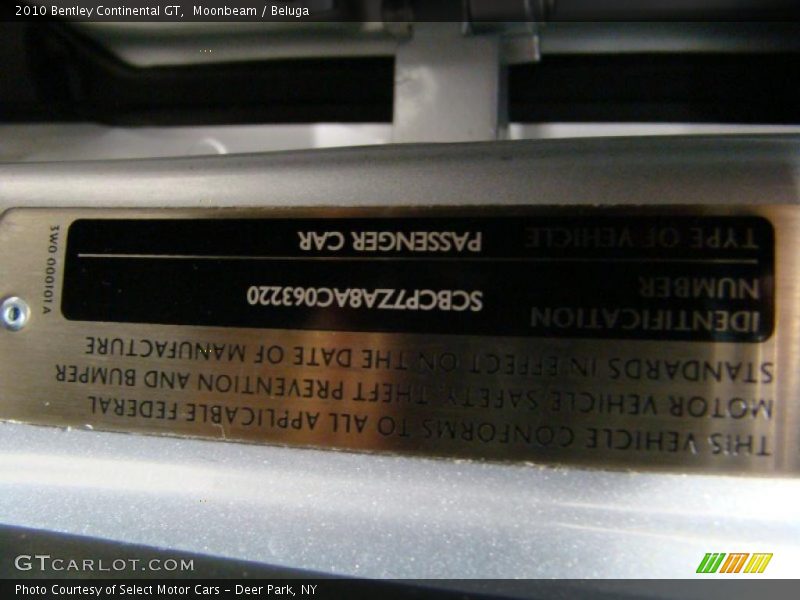 2010 Bentley Continental GT, Moonbeam / Beluga
THIS VEHICLE CONFORMS TO ALL APPLICABLE FEDERAL
MOTOR VEHICLE SAFETY, THEFT PREVENTION AND BUMPER
STANDARDS IN EFFECT ON THE DATE OF MANUFACTURE
IDENTIFICATION
NUMBER SCBCP7ZA8AC063220
TYPE OF VEHICLE PASSENGER CAR
3W0 000101 A
GTCARLOT.COM
Photo Courtesy of Select Motor Cars - Deer Park, NY